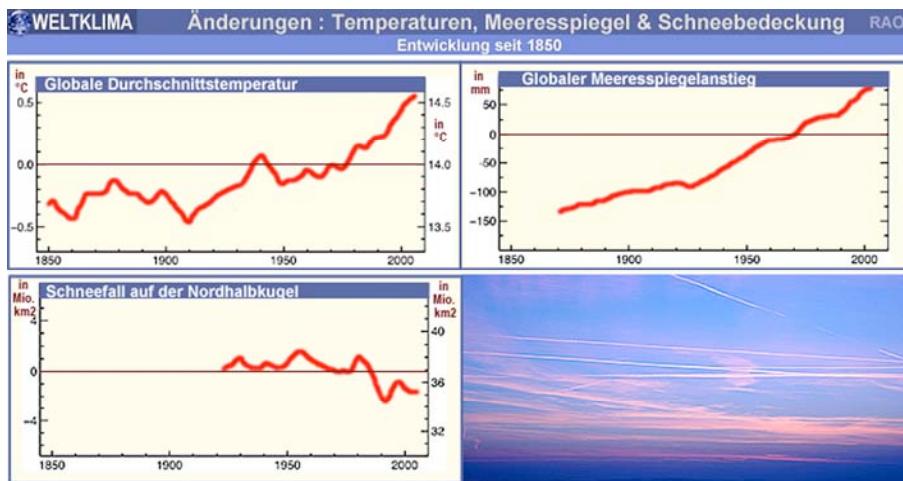 WELTKLIMA
Änderungen : Temperaturen, Meeresspiegel & Schneebedeckung
RAO
Entwicklung seit 1850
in
°C
Globale Durchschnittstemperatur
0.5
0.0
-0.5
14.5
in
°C
14.0
13.5
1850
1900
1950
2000
in
mm
Globaler Meeresspiegelanstieg
50
0
-50
-100
-150
1850
1900
1950
2000
in
Mio.
km2
Schneefall auf der Nordhalbkugel
4
0
-4
in
Mio.
km2
40
36
32
1850
1900
1950
2000